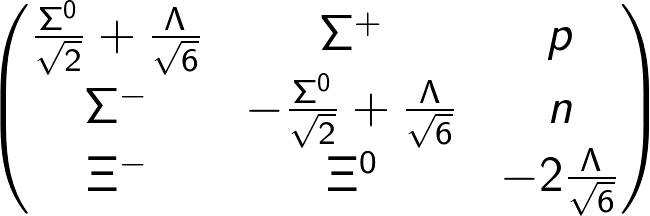 Σ⁰/√2 + Λ/√6 Σ⁺ p
Σ⁻ −Σ⁰/√2 + Λ/√6 n
Ξ⁻ Ξ⁰ −2Λ/√6